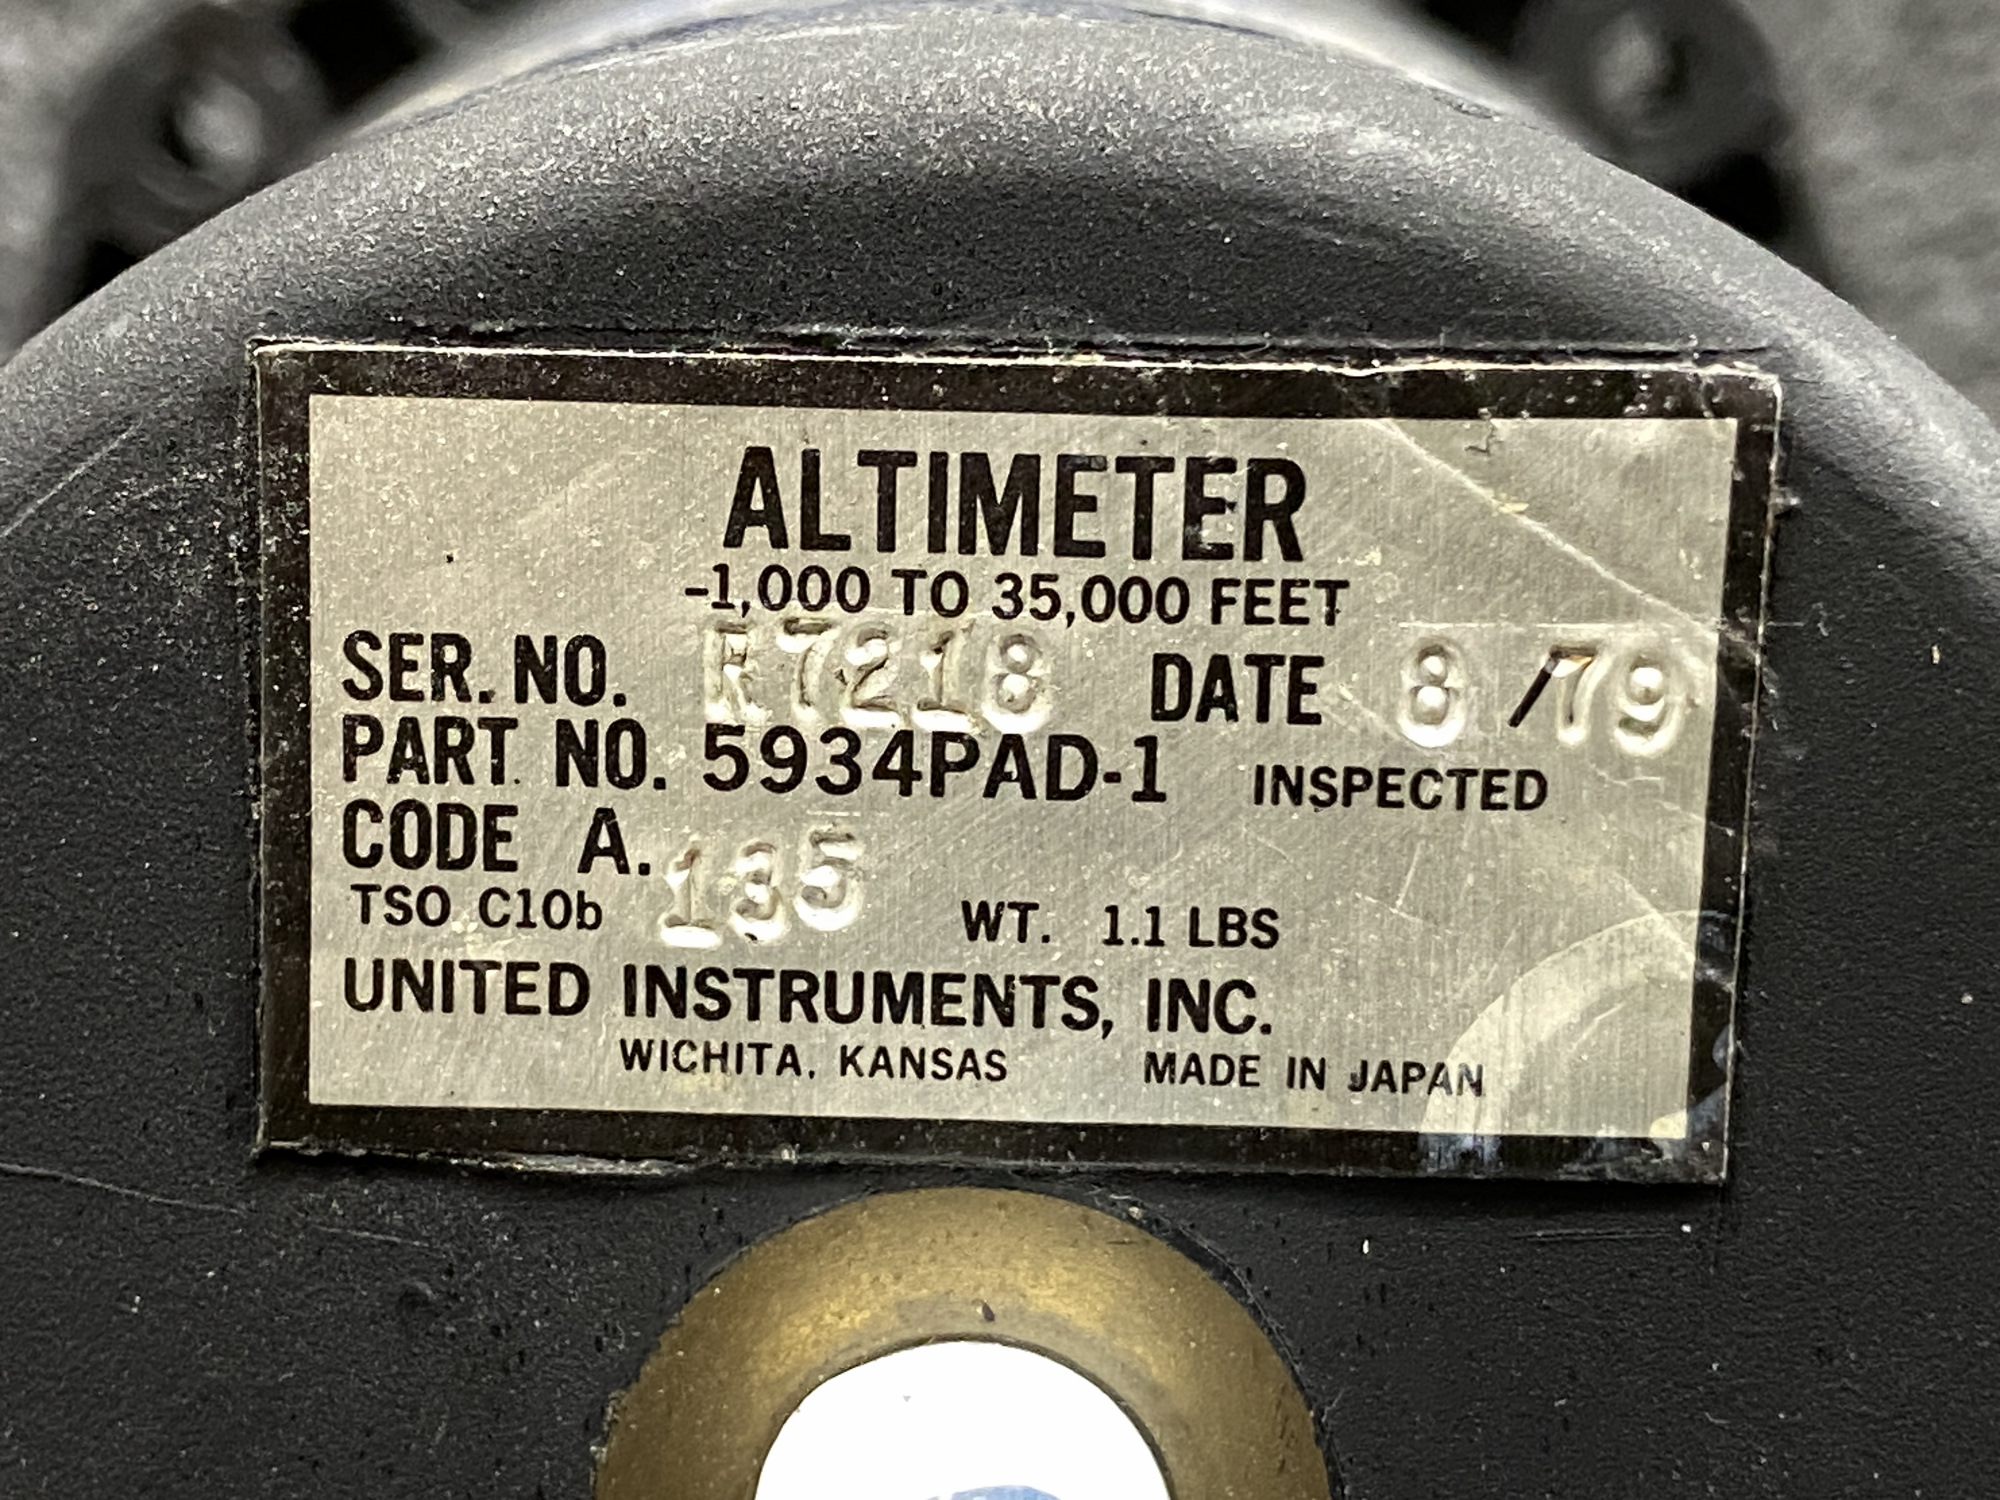 ALTIMETER
-1,000 TO 35,000 FEET
SER. NO. R7218 DATE 8/79
PART NO. 5934PAD-1 INSPECTED
CODE A.135
TSO C10b WT. 1.1 LBS
UNITED INSTRUMENTS, INC.
WICHITA, KANSAS MADE IN JAPAN